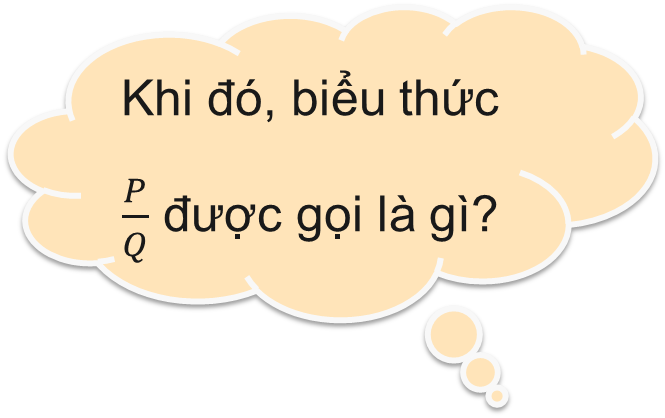 Khi đó, biểu thức
P/Q được gọi là gì?